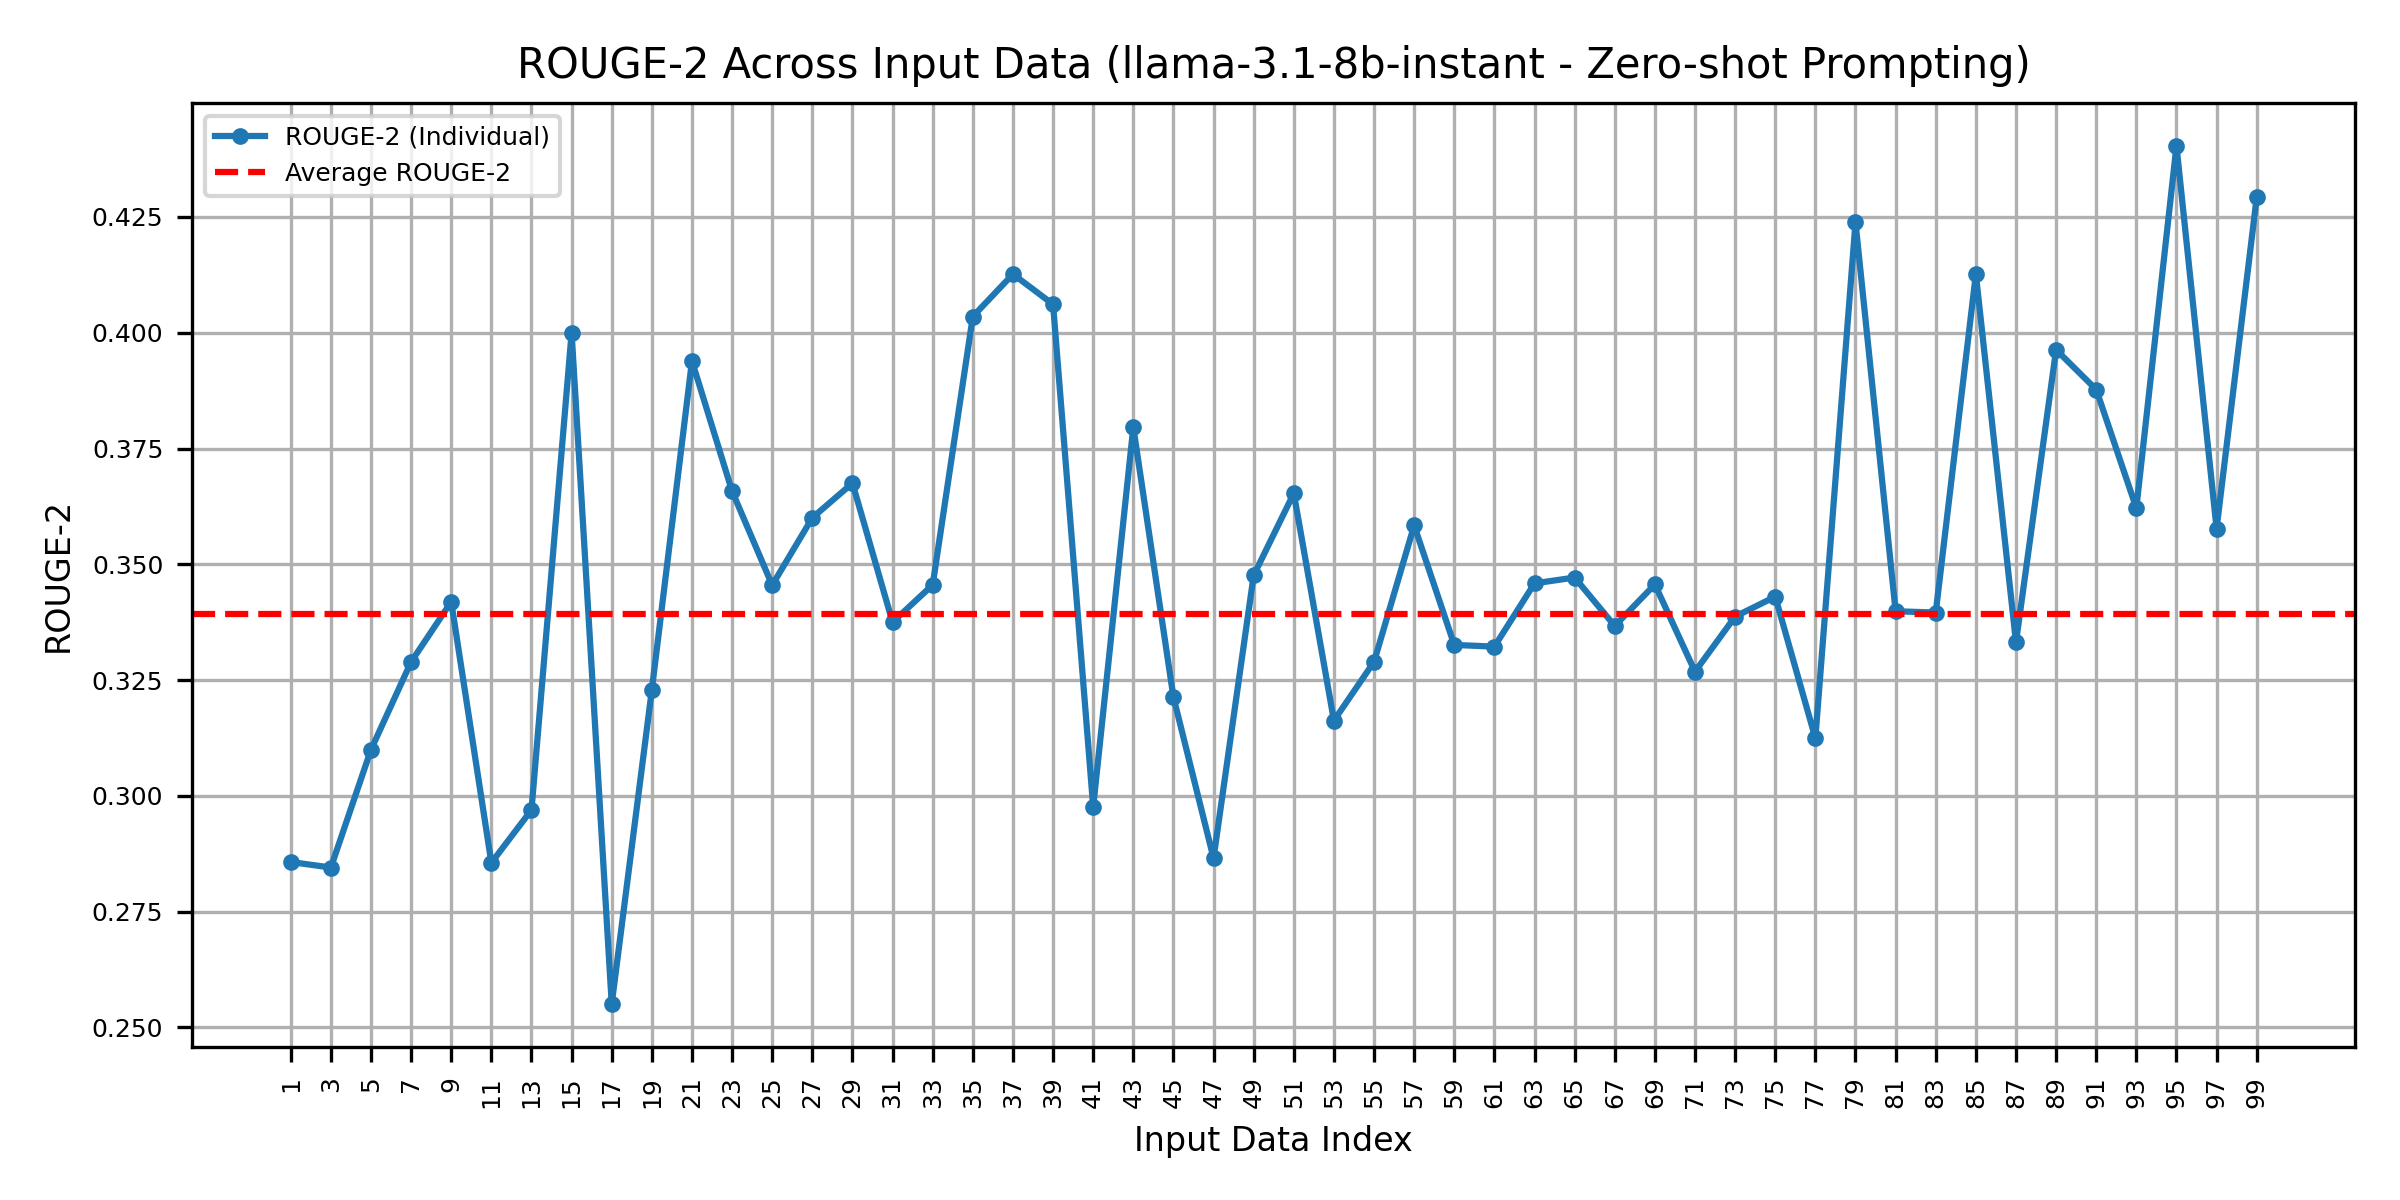 ROUGE-2 Across Input Data (llama-3.1-8b-instant - Zero-shot Prompting)
ROUGE-2 (Individual)
Average ROUGE-2
0.425
0.400
0.375
0.350
0.325
0.300
0.275
0.250
ROUGE-2
1 3 5 7 9 11 13 15 17 19 21 23 25 27 29 31 33 35 37 39 41 43 45 47 49 51 53 55 57 59 61 63 65 67 69 71 73 75 77 79 81 83 85 87 89 91 93 95 97 99
Input Data Index